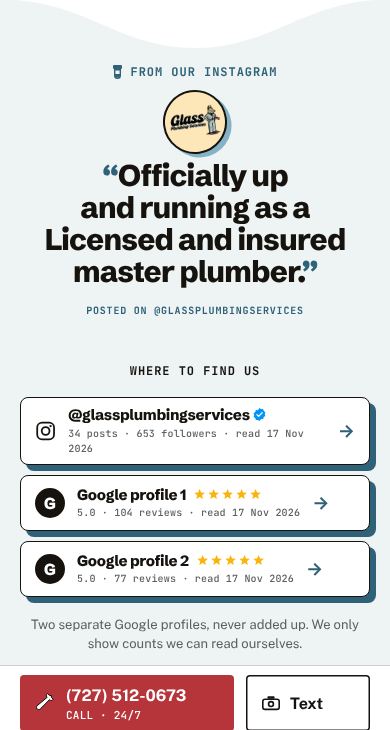 FROM OUR INSTAGRAM
Glass
Plumbing Services
“Officially up
and running as a
Licensed and insured
master plumber.”
POSTED ON @GLASSPLUMBINGSERVICES
WHERE TO FIND US
@glassplumbingservices
34 posts · 653 followers · read 17 Nov
2026
G
Google profile 1 ★★★★★
5.0 · 104 reviews · read 17 Nov 2026
G
Google profile 2 ★★★★★
5.0 · 77 reviews · read 17 Nov 2026
Two separate Google profiles, never added up. We only
show counts we can read ourselves.
(727) 512-0673
CALL · 24/7
Text